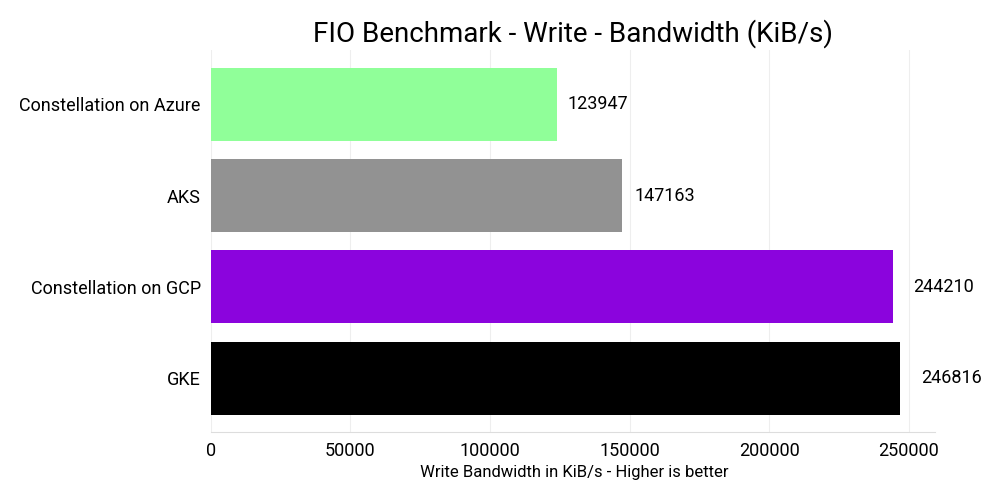 FIO Benchmark - Write - Bandwidth (KiB/s)
Constellation on Azure
123947
AKS
147163
Constellation on GCP
244210
GKE
246816
0 50000 100000 150000 200000 250000
Write Bandwidth in KiB/s - Higher is better